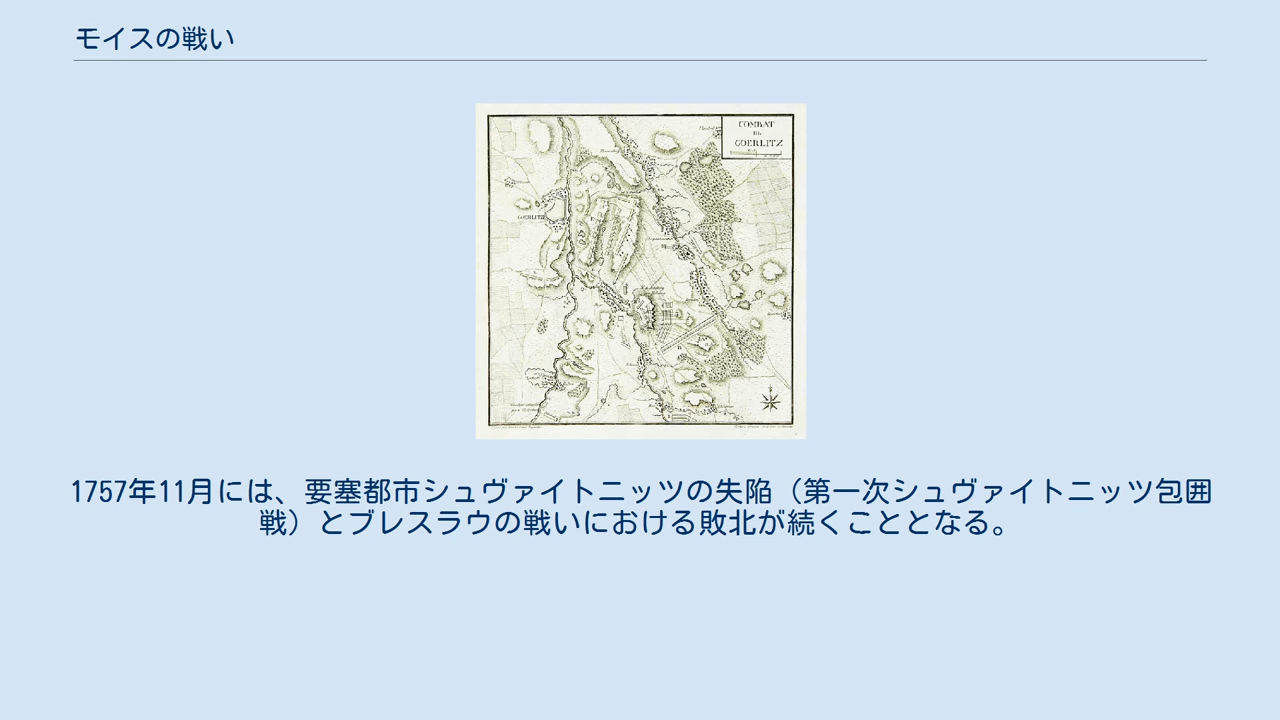 モイスの戦い
COMBAT
DE
GOERLITZ
GOERLITZ
1757年11月には、要塞都市シュヴァイトニッツの失陥（第一次シュヴァイトニッツ包囲
戦）とブレスラウの戦いにおける敗北が続くこととなる。